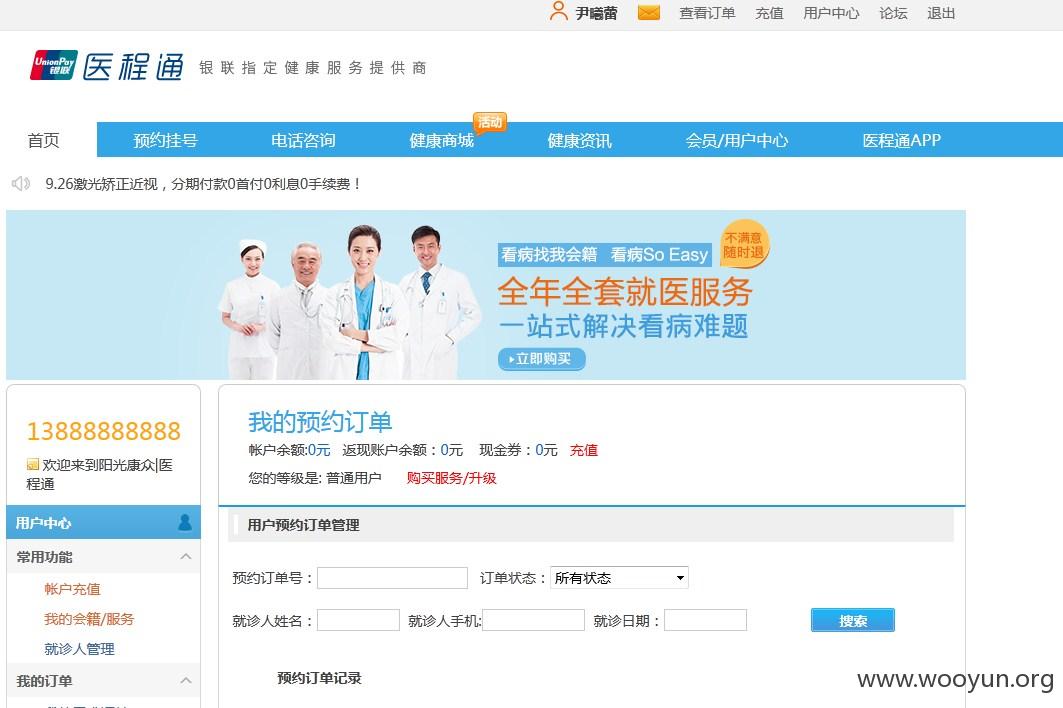 尹曦蕾 查看订单 充值 用户中心 论坛 退出
UnionPay 银联 医程通 银联指定健康服务提供商
活动
首页 预约挂号 电话咨询 健康商城 健康资讯 会员/用户中心 医程通APP
9.26激光矫正近视，分期付款0首付0利息0手续费！
不满意
随时退
看病找我会籍 看病So Easy
全年全套就医服务
一站式解决看病难题
立即购买
13888888888
欢迎来到阳光康众|医
程通
用户中心
常用功能
帐户充值
我的会籍/服务
就诊人管理
我的订单
我的预约订单
帐户余额:0元 返现账户余额：0元 现金券：0元 充值
您的等级是: 普通用户 购买服务/升级
用户预约订单管理
预约订单号： 订单状态： 所有状态
就诊人姓名： 就诊人手机: 就诊日期： 搜索
预约订单记录
www.wooyun.org